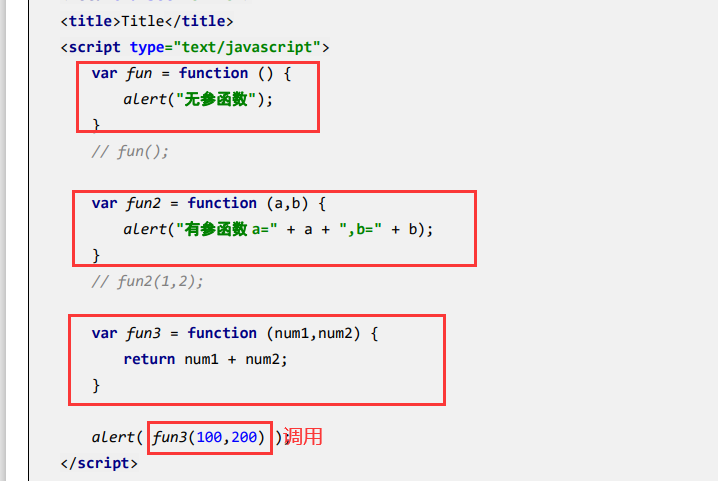 <title>Title</title>
<script type="text/javascript">
var fun = function () {
alert("无参函数");
}
// fun();
var fun2 = function (a,b) {
alert("有参函数 a=" + a + ",b=" + b);
}
// fun2(1,2);
var fun3 = function (num1,num2) {
return num1 + num2;
}
alert( fun3(100,200) ); 调用
</script>